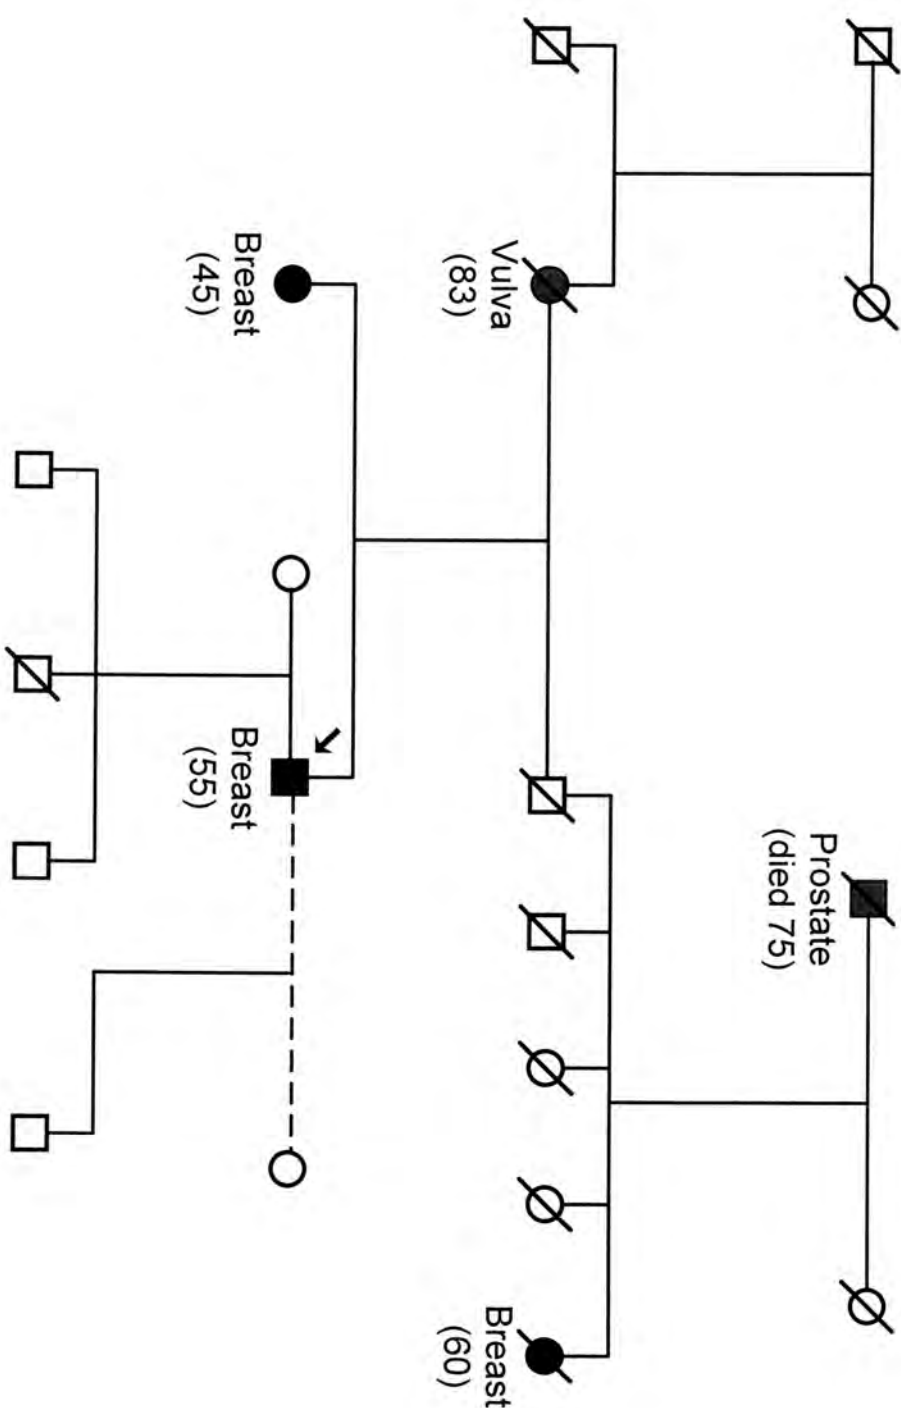 Prostate
(died 75)
Vulva
(83)
Breast
(60)
Breast
(45)
Breast
(55)